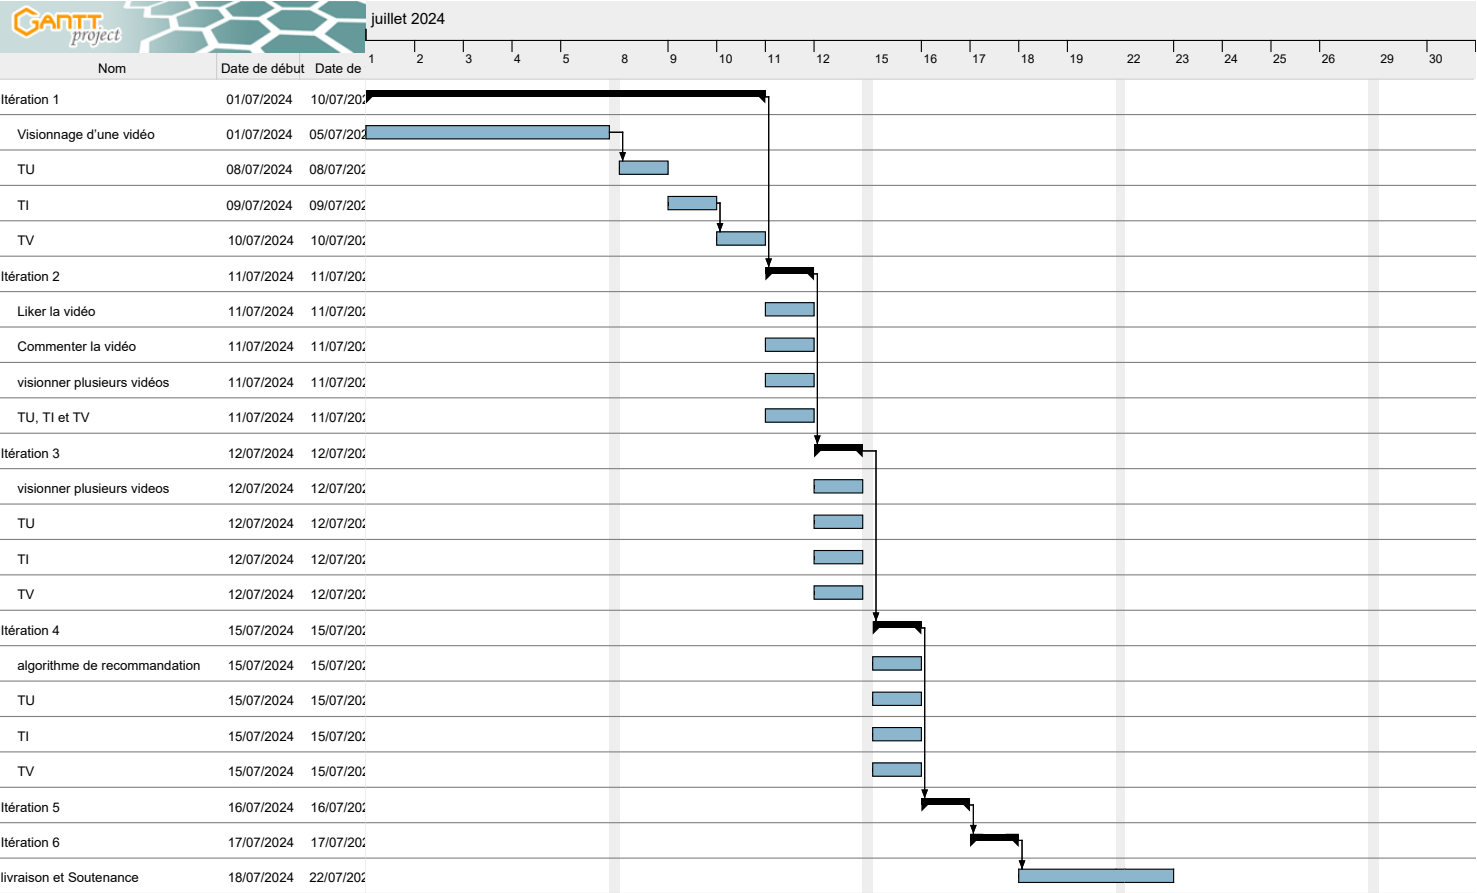 GANTT project
juillet 2024
Nom Date de début Date de
1 2 3 4 5 8 9 10 11 12 15 16 17 18 19 22 23 24 25 26 29 30
Itération 1 01/07/2024 10/07/202
Visionnage d'une vidéo 01/07/2024 05/07/202
TU 08/07/2024 08/07/202
TI 09/07/2024 09/07/202
TV 10/07/2024 10/07/202
Itération 2 11/07/2024 11/07/202
Liker la vidéo 11/07/2024 11/07/202
Commenter la vidéo 11/07/2024 11/07/202
visionner plusieurs vidéos 11/07/2024 11/07/202
TU, TI et TV 11/07/2024 11/07/202
Itération 3 12/07/2024 12/07/202
visionner plusieurs videos 12/07/2024 12/07/202
TU 12/07/2024 12/07/202
TI 12/07/2024 12/07/202
TV 12/07/2024 12/07/202
Itération 4 15/07/2024 15/07/202
algorithme de recommandation 15/07/2024 15/07/202
TU 15/07/2024 15/07/202
TI 15/07/2024 15/07/202
TV 15/07/2024 15/07/202
Itération 5 16/07/2024 16/07/202
Itération 6 17/07/2024 17/07/202
livraison et Soutenance 18/07/2024 22/07/202